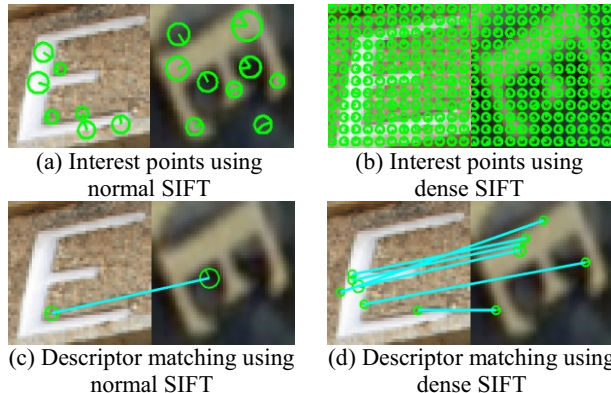 E E
(a) Interest points using
normal SIFT
(b) Interest points using
dense SIFT
E E E E
(c) Descriptor matching using
normal SIFT
(d) Descriptor matching using
dense SIFT